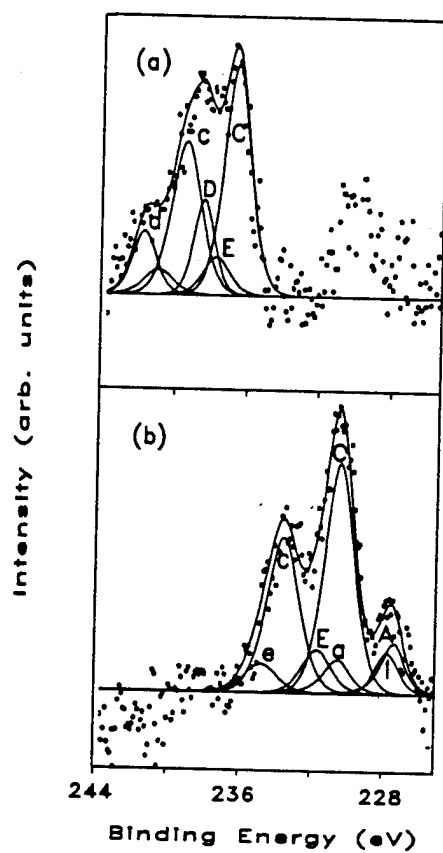 (a)
C
c
D
d
E
(b)
C
c
A
E
a
e
Intensity (arb. units)
244 236 228
Binding Energy (eV)